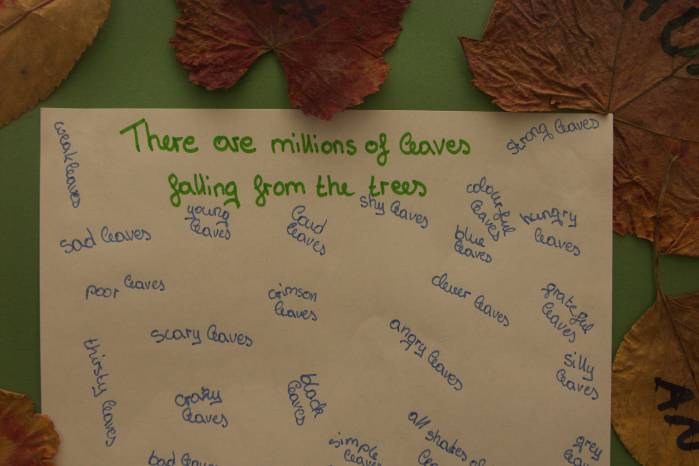 There are millions of leaves
falling from the trees
weak leaves
strong leaves
sad leaves
young
leaves
loud
leaves
shy leaves
colourful
leaves
blue
leaves
hungry
leaves
poor leaves
crimson
leaves
clever leaves
grateful
leaves
scary leaves
angry leaves
silly
leaves
thirsty leaves
crazy
leaves
black
leaves
simple
leaves
all shades of
bad leaves
grey